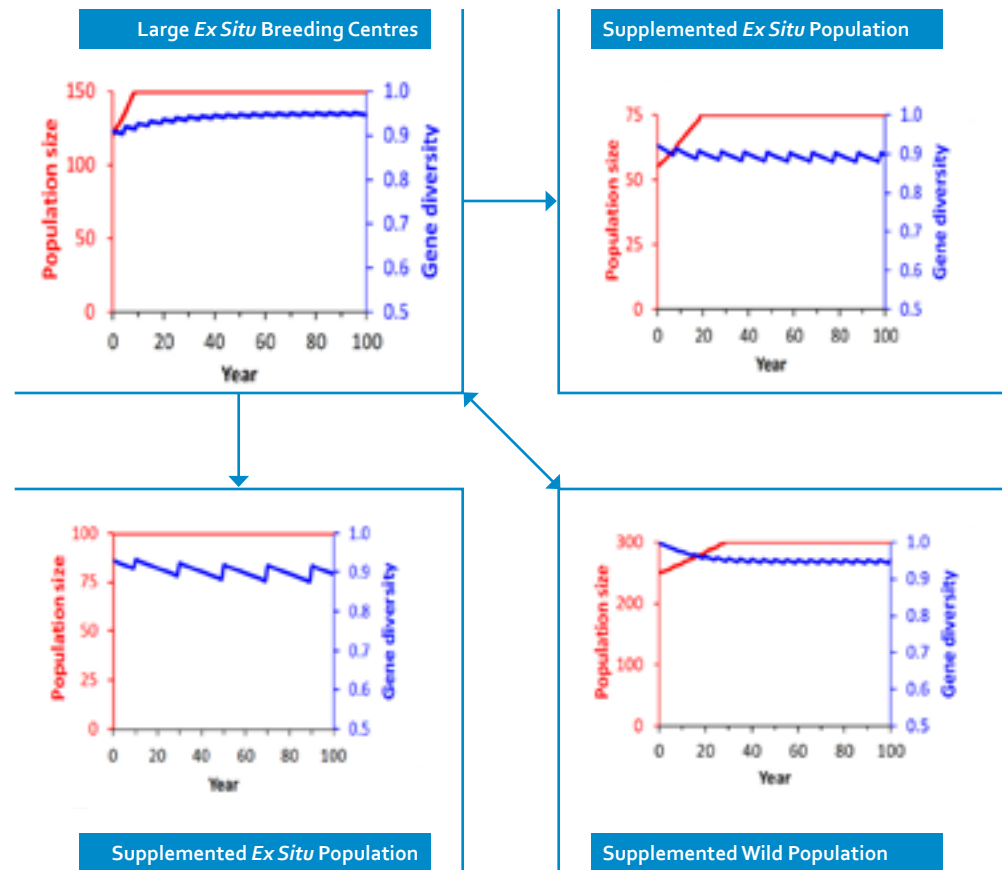 Large Ex Situ Breeding Centres
Supplemented Ex Situ Population
Population size
150
100
50
0
1.0
0.9
0.8
0.7
0.6
0.5
Gene diversity
0 20 40 60 80 100
Year
Population size
75
50
25
0
1.0
0.9
0.8
0.7
0.6
0.5
Gene diversity
0 20 40 60 80 100
Year
Population size
100
75
50
25
0
1.0
0.9
0.8
0.7
0.6
0.5
Gene diversity
0 20 40 60 80 100
Year
Population size
300
200
100
0
1.0
0.9
0.8
0.7
0.6
0.5
Gene diversity
0 20 40 60 80 100
Year
Supplemented Ex Situ Population
Supplemented Wild Population